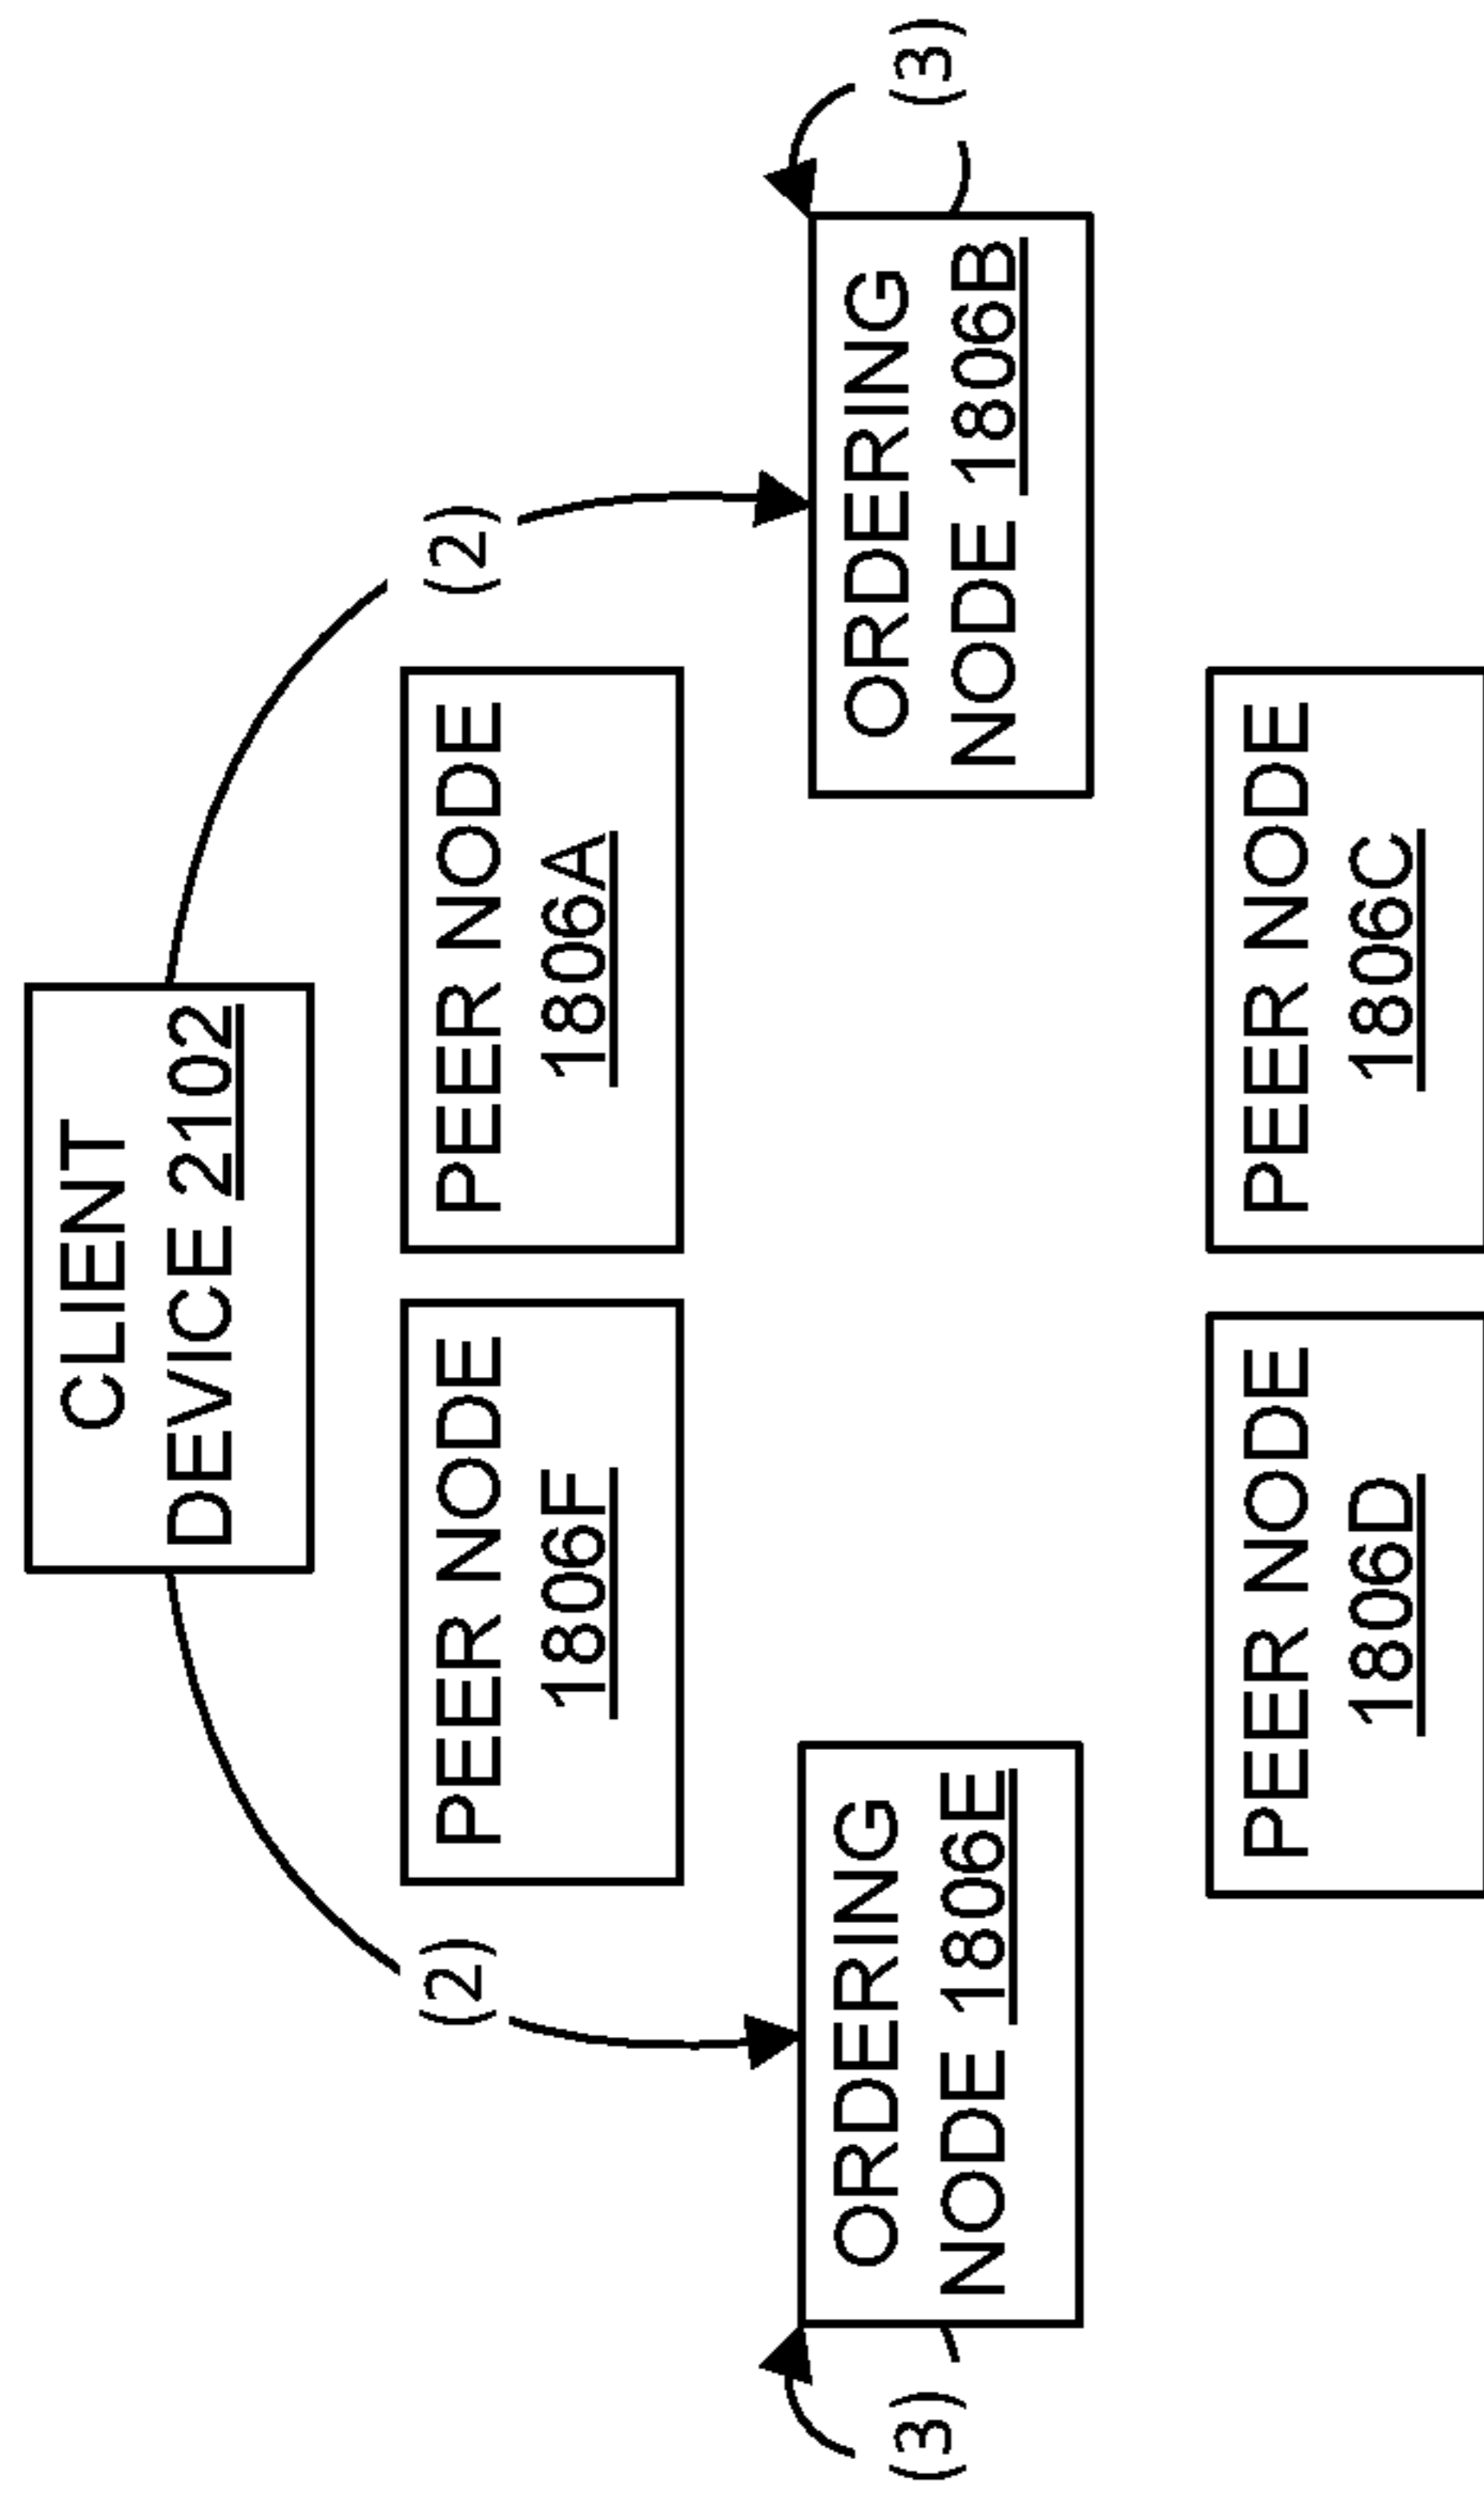 CLIENT
DEVICE 2102
(2)
(2)
PEER NODE
1806F
PEER NODE
1806A
ORDERING
NODE 1806E
ORDERING
NODE 1806B
(3)
(3)
PEER NODE
1806D
PEER NODE
1806C